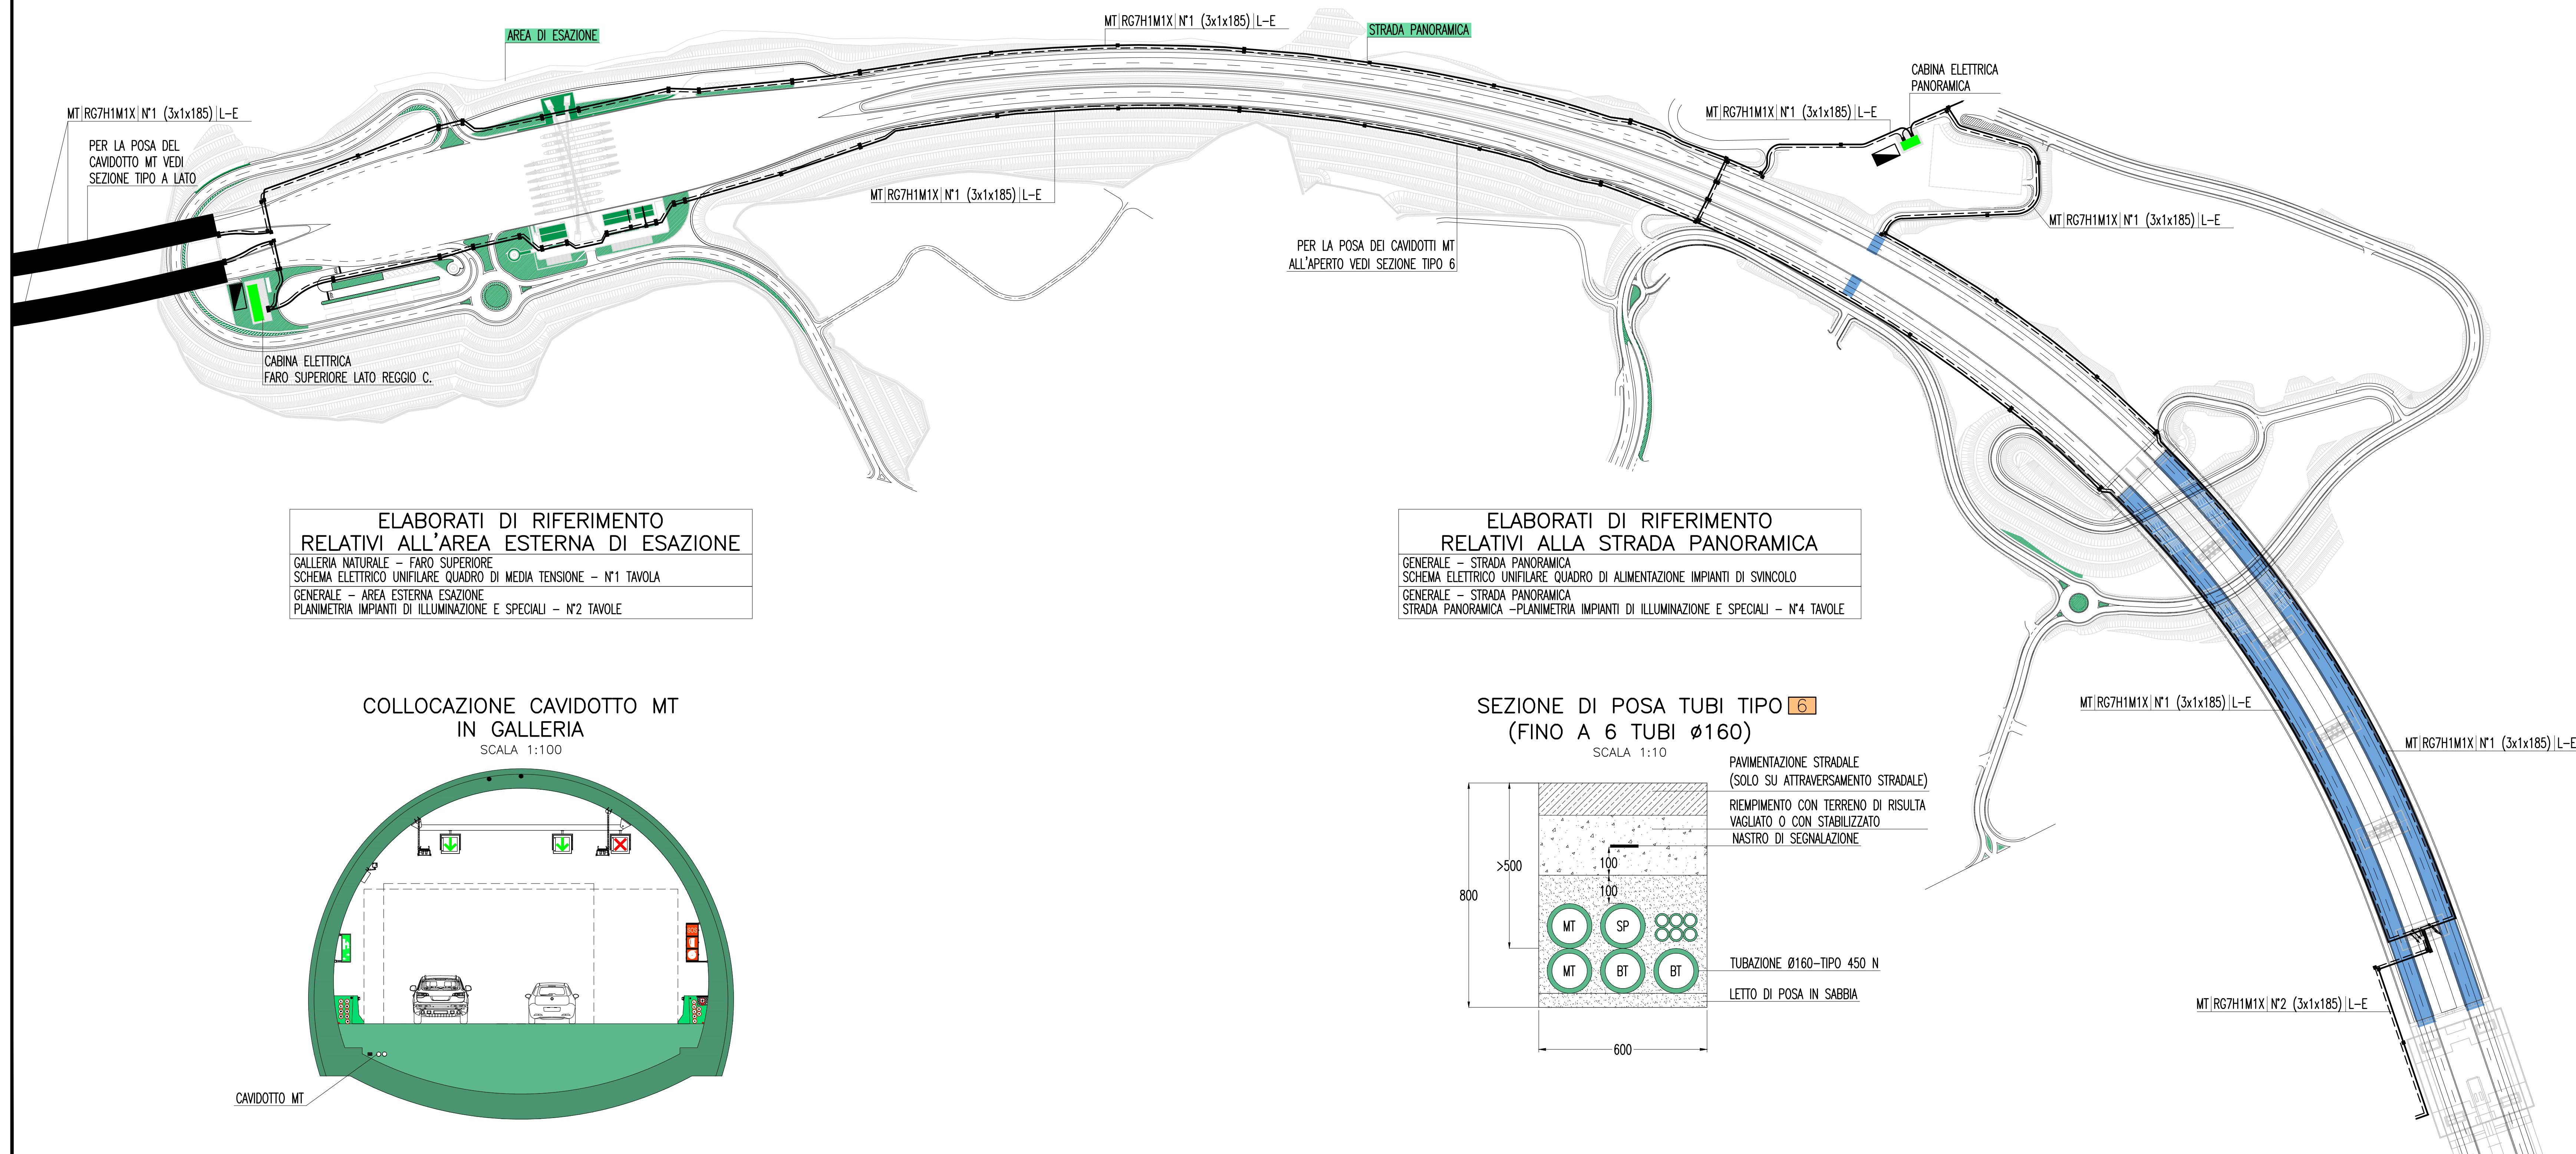 AREA DI ESAZIONE
MT|RG7H1M1X|N°1 (3x1x185)|L-E
STRADA PANORAMICA
CABINA ELETTRICA
PANORAMICA
MT|RG7H1M1X|N°1 (3x1x185)|L-E
PER LA POSA DEL
CAVIDOTTO MT VEDI
SEZIONE TIPO A LATO
MT|RG7H1M1X|N°1 (3x1x185)|L-E
MT|RG7H1M1X|N°1 (3x1x185)|L-E
MT|RG7H1M1X|N°1 (3x1x185)|L-E
PER LA POSA DEI CAVIDOTTI MT
ALL'APERTO VEDI SEZIONE TIPO 6
CABINA ELETTRICA
FARO SUPERIORE LATO REGGIO C.
ELABORATI DI RIFERIMENTO
RELATIVI ALL'AREA ESTERNA DI ESAZIONE
GALLERIA NATURALE – FARO SUPERIORE
SCHEMA ELETTRICO UNIFILARE QUADRO DI MEDIA TENSIONE – N°1 TAVOLA
GENERALE – AREA ESTERNA ESAZIONE
PLANIMETRIA IMPIANTI DI ILLUMINAZIONE E SPECIALI – N°2 TAVOLE
ELABORATI DI RIFERIMENTO
RELATIVI ALLA STRADA PANORAMICA
GENERALE – STRADA PANORAMICA
SCHEMA ELETTRICO UNIFILARE QUADRO DI ALIMENTAZIONE IMPIANTI DI SVINCOLO
GENERALE – STRADA PANORAMICA
STRADA PANORAMICA –PLANIMETRIA IMPIANTI DI ILLUMINAZIONE E SPECIALI – N°4 TAVOLE
COLLOCAZIONE CAVIDOTTO MT
IN GALLERIA
SCALA 1:100
SOS
CAVIDOTTO MT
SEZIONE DI POSA TUBI TIPO 6
(FINO A 6 TUBI ø160)
SCALA 1:10
PAVIMENTAZIONE STRADALE
(SOLO SU ATTRAVERSAMENTO STRADALE)
RIEMPIMENTO CON TERRENO DI RISULTA
VAGLIATO O CON STABILIZZATO
NASTRO DI SEGNALAZIONE
>500
100
100
800
MT SP
MT BT BT
TUBAZIONE Ø160–TIPO 450 N
LETTO DI POSA IN SABBIA
600
MT|RG7H1M1X|N°1 (3x1x185)|L-E
MT|RG7H1M1X|N°1 (3x1x185)|L-E
MT|RG7H1M1X|N°2 (3x1x185)|L-E